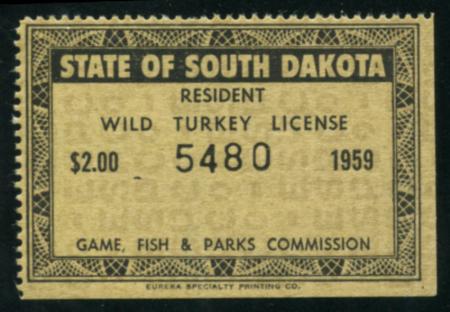 STATE OF SOUTH DAKOTA
RESIDENT
WILD TURKEY LICENSE
$2.00 5480 1959
GAME, FISH & PARKS COMMISSION
EUREKA SPECIALTY PRINTING CO.